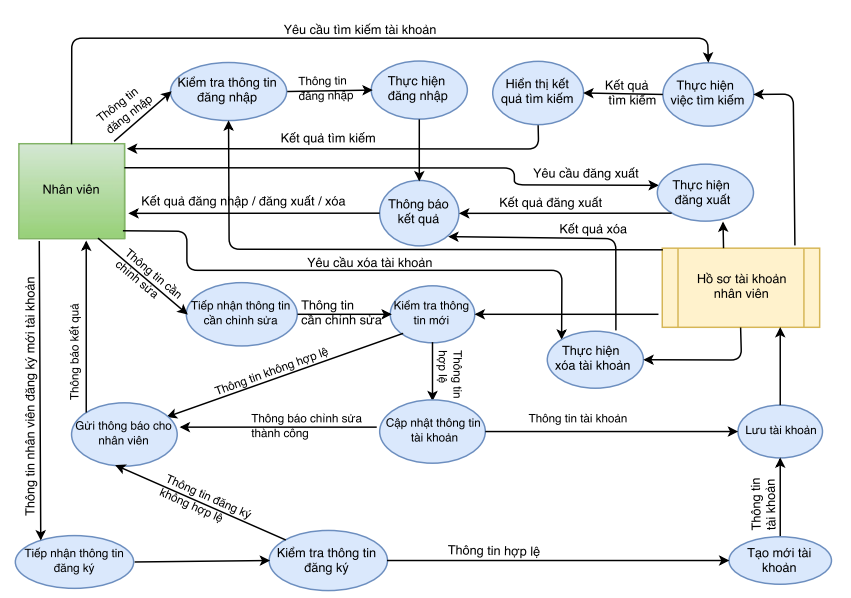 Yêu cầu tìm kiếm tài khoản
Thông tin
đăng nhập
Kiểm tra thông tin
đăng nhập
Thông tin
đăng nhập
Thực hiện
đăng nhập
Hiển thị kết
quả tìm kiếm
Kết quả
tìm kiếm
Thực hiện
việc tìm kiếm
Kết quả tìm kiếm
Nhân viên
Yêu cầu đăng xuất
Thực hiện
đăng xuất
Kết quả đăng nhập / đăng xuất / xóa
Thông báo
kết quả
Kết quả đăng xuất
Kết quả xóa
Yêu cầu xóa tài khoản
Hồ sơ tài khoản
nhân viên
Thông tin cần
chỉnh sửa
Tiếp nhận thông tin
cần chỉnh sửa
Thông tin
cần chỉnh sửa
Kiểm tra thông
tin mới
Thông tin nhân viên đăng ký mới tài khoản
Thông báo kết quả
Thông tin không hợp lệ
Thông tin
hợp lệ
Thực hiện
xóa tài khoản
Gửi thông báo cho
nhân viên
Thông báo chỉnh sửa
thành công
Cập nhật thông tin
tài khoản
Thông tin tài khoản
Lưu tài khoản
Thông tin đăng ký
không hợp lệ
Thông tin
tài khoản
Tiếp nhận thông tin
đăng ký
Kiểm tra thông tin
đăng ký
Thông tin hợp lệ
Tạo mới tài
khoản